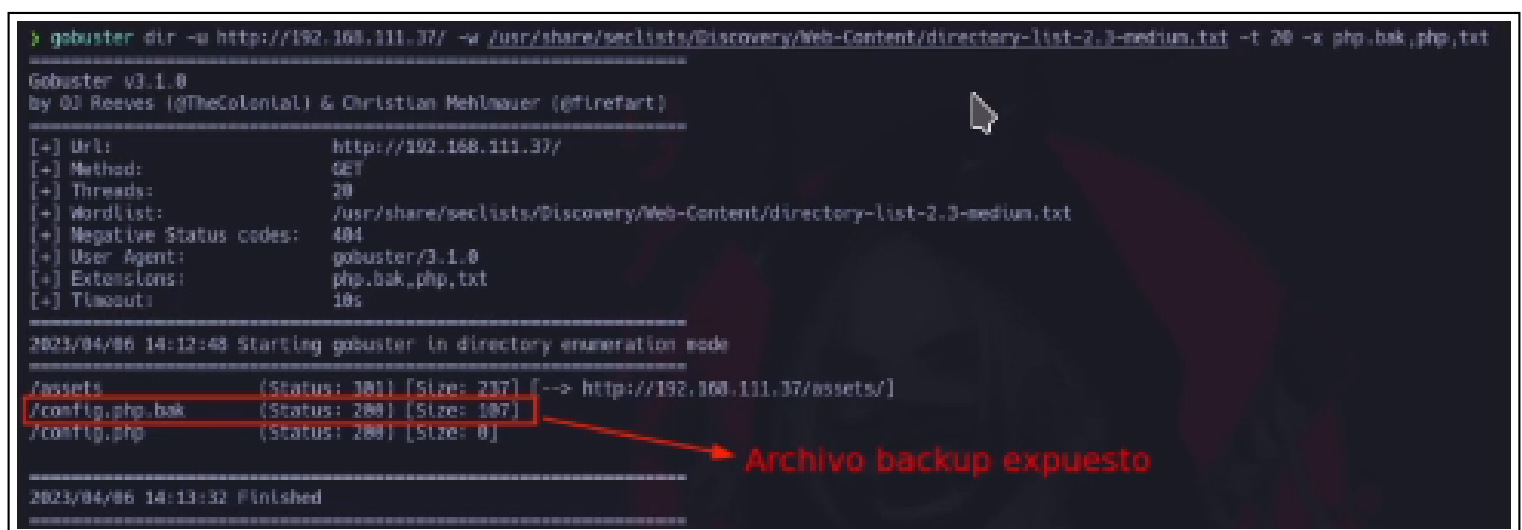 ❯ gobuster dir -u http://192.168.111.37/ -w /usr/share/seclists/Discovery/Web-Content/directory-list-2.3-medium.txt -t 20 -x php.bak,php,txt
===============================================================
Gobuster v3.1.0
by OJ Reeves (@TheColonial) & Christian Mehlmauer (@firefart)
===============================================================
[+] Url: http://192.168.111.37/
[+] Method: GET
[+] Threads: 20
[+] Wordlist: /usr/share/seclists/Discovery/Web-Content/directory-list-2.3-medium.txt
[+] Negative Status codes: 404
[+] User Agent: gobuster/3.1.0
[+] Extensions: php.bak,php,txt
[+] Timeout: 10s
===============================================================
2023/04/06 14:12:48 Starting gobuster in directory enumeration mode
===============================================================
/assets (Status: 301) [Size: 237] [--> http://192.168.111.37/assets/]
/config.php.bak (Status: 200) [Size: 107]
/config.php (Status: 200) [Size: 0]
Archivo backup expuesto
===============================================================
2023/04/06 14:13:32 Finished
===============================================================